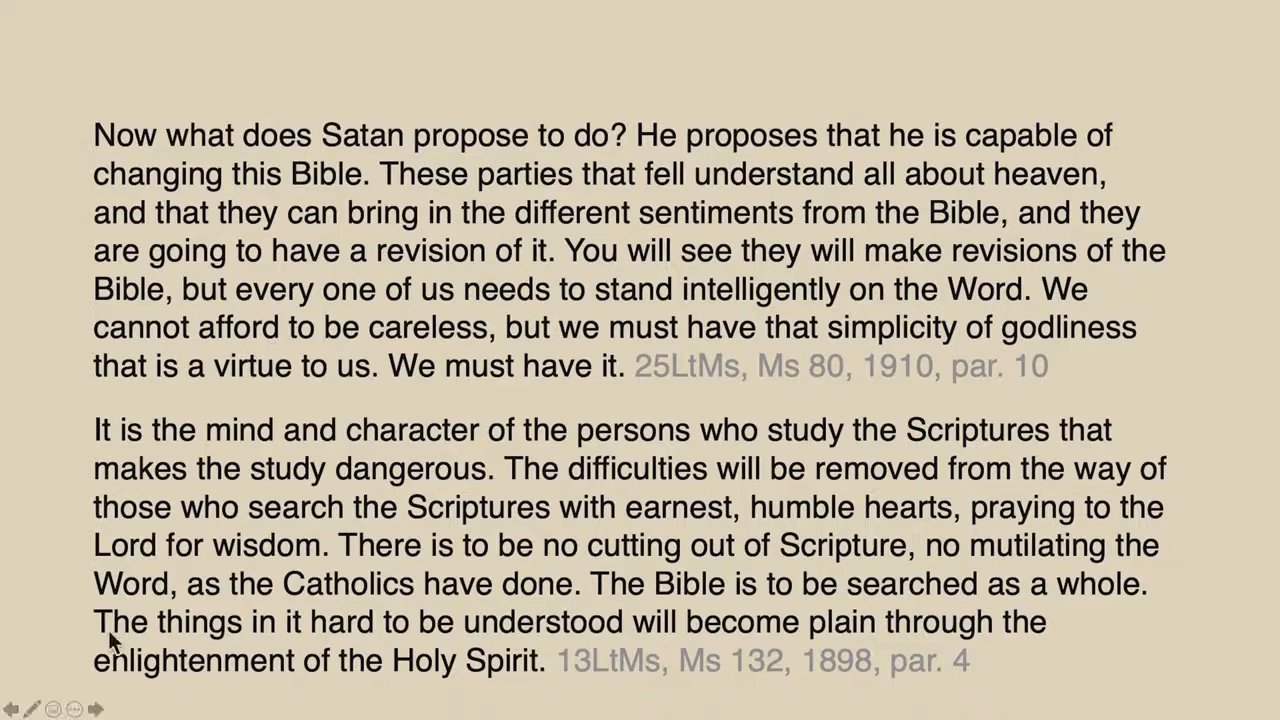 Now what does Satan propose to do? He proposes that he is capable of
changing this Bible. These parties that fell understand all about heaven,
and that they can bring in the different sentiments from the Bible, and they
are going to have a revision of it. You will see they will make revisions of the
Bible, but every one of us needs to stand intelligently on the Word. We
cannot afford to be careless, but we must have that simplicity of godliness
that is a virtue to us. We must have it. 25LtMs, Ms 80, 1910, par. 10
It is the mind and character of the persons who study the Scriptures that
makes the study dangerous. The difficulties will be removed from the way of
those who search the Scriptures with earnest, humble hearts, praying to the
Lord for wisdom. There is to be no cutting out of Scripture, no mutilating the
Word, as the Catholics have done. The Bible is to be searched as a whole.
The things in it hard to be understood will become plain through the
enlightenment of the Holy Spirit. 13LtMs, Ms 132, 1898, par. 4